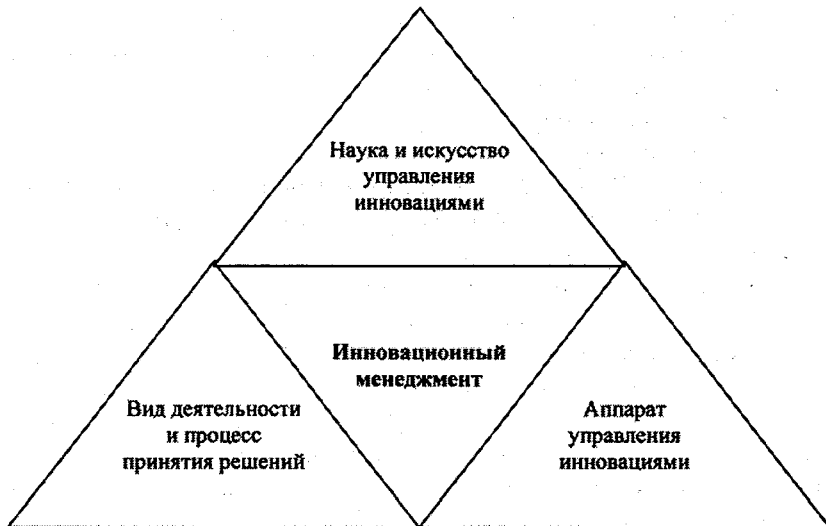 Наука и искусство
управления
инновациями
Инновационный
менеджмент
Вид деятельности
и процесс
принятия решений
Аппарат
управления
инновациями